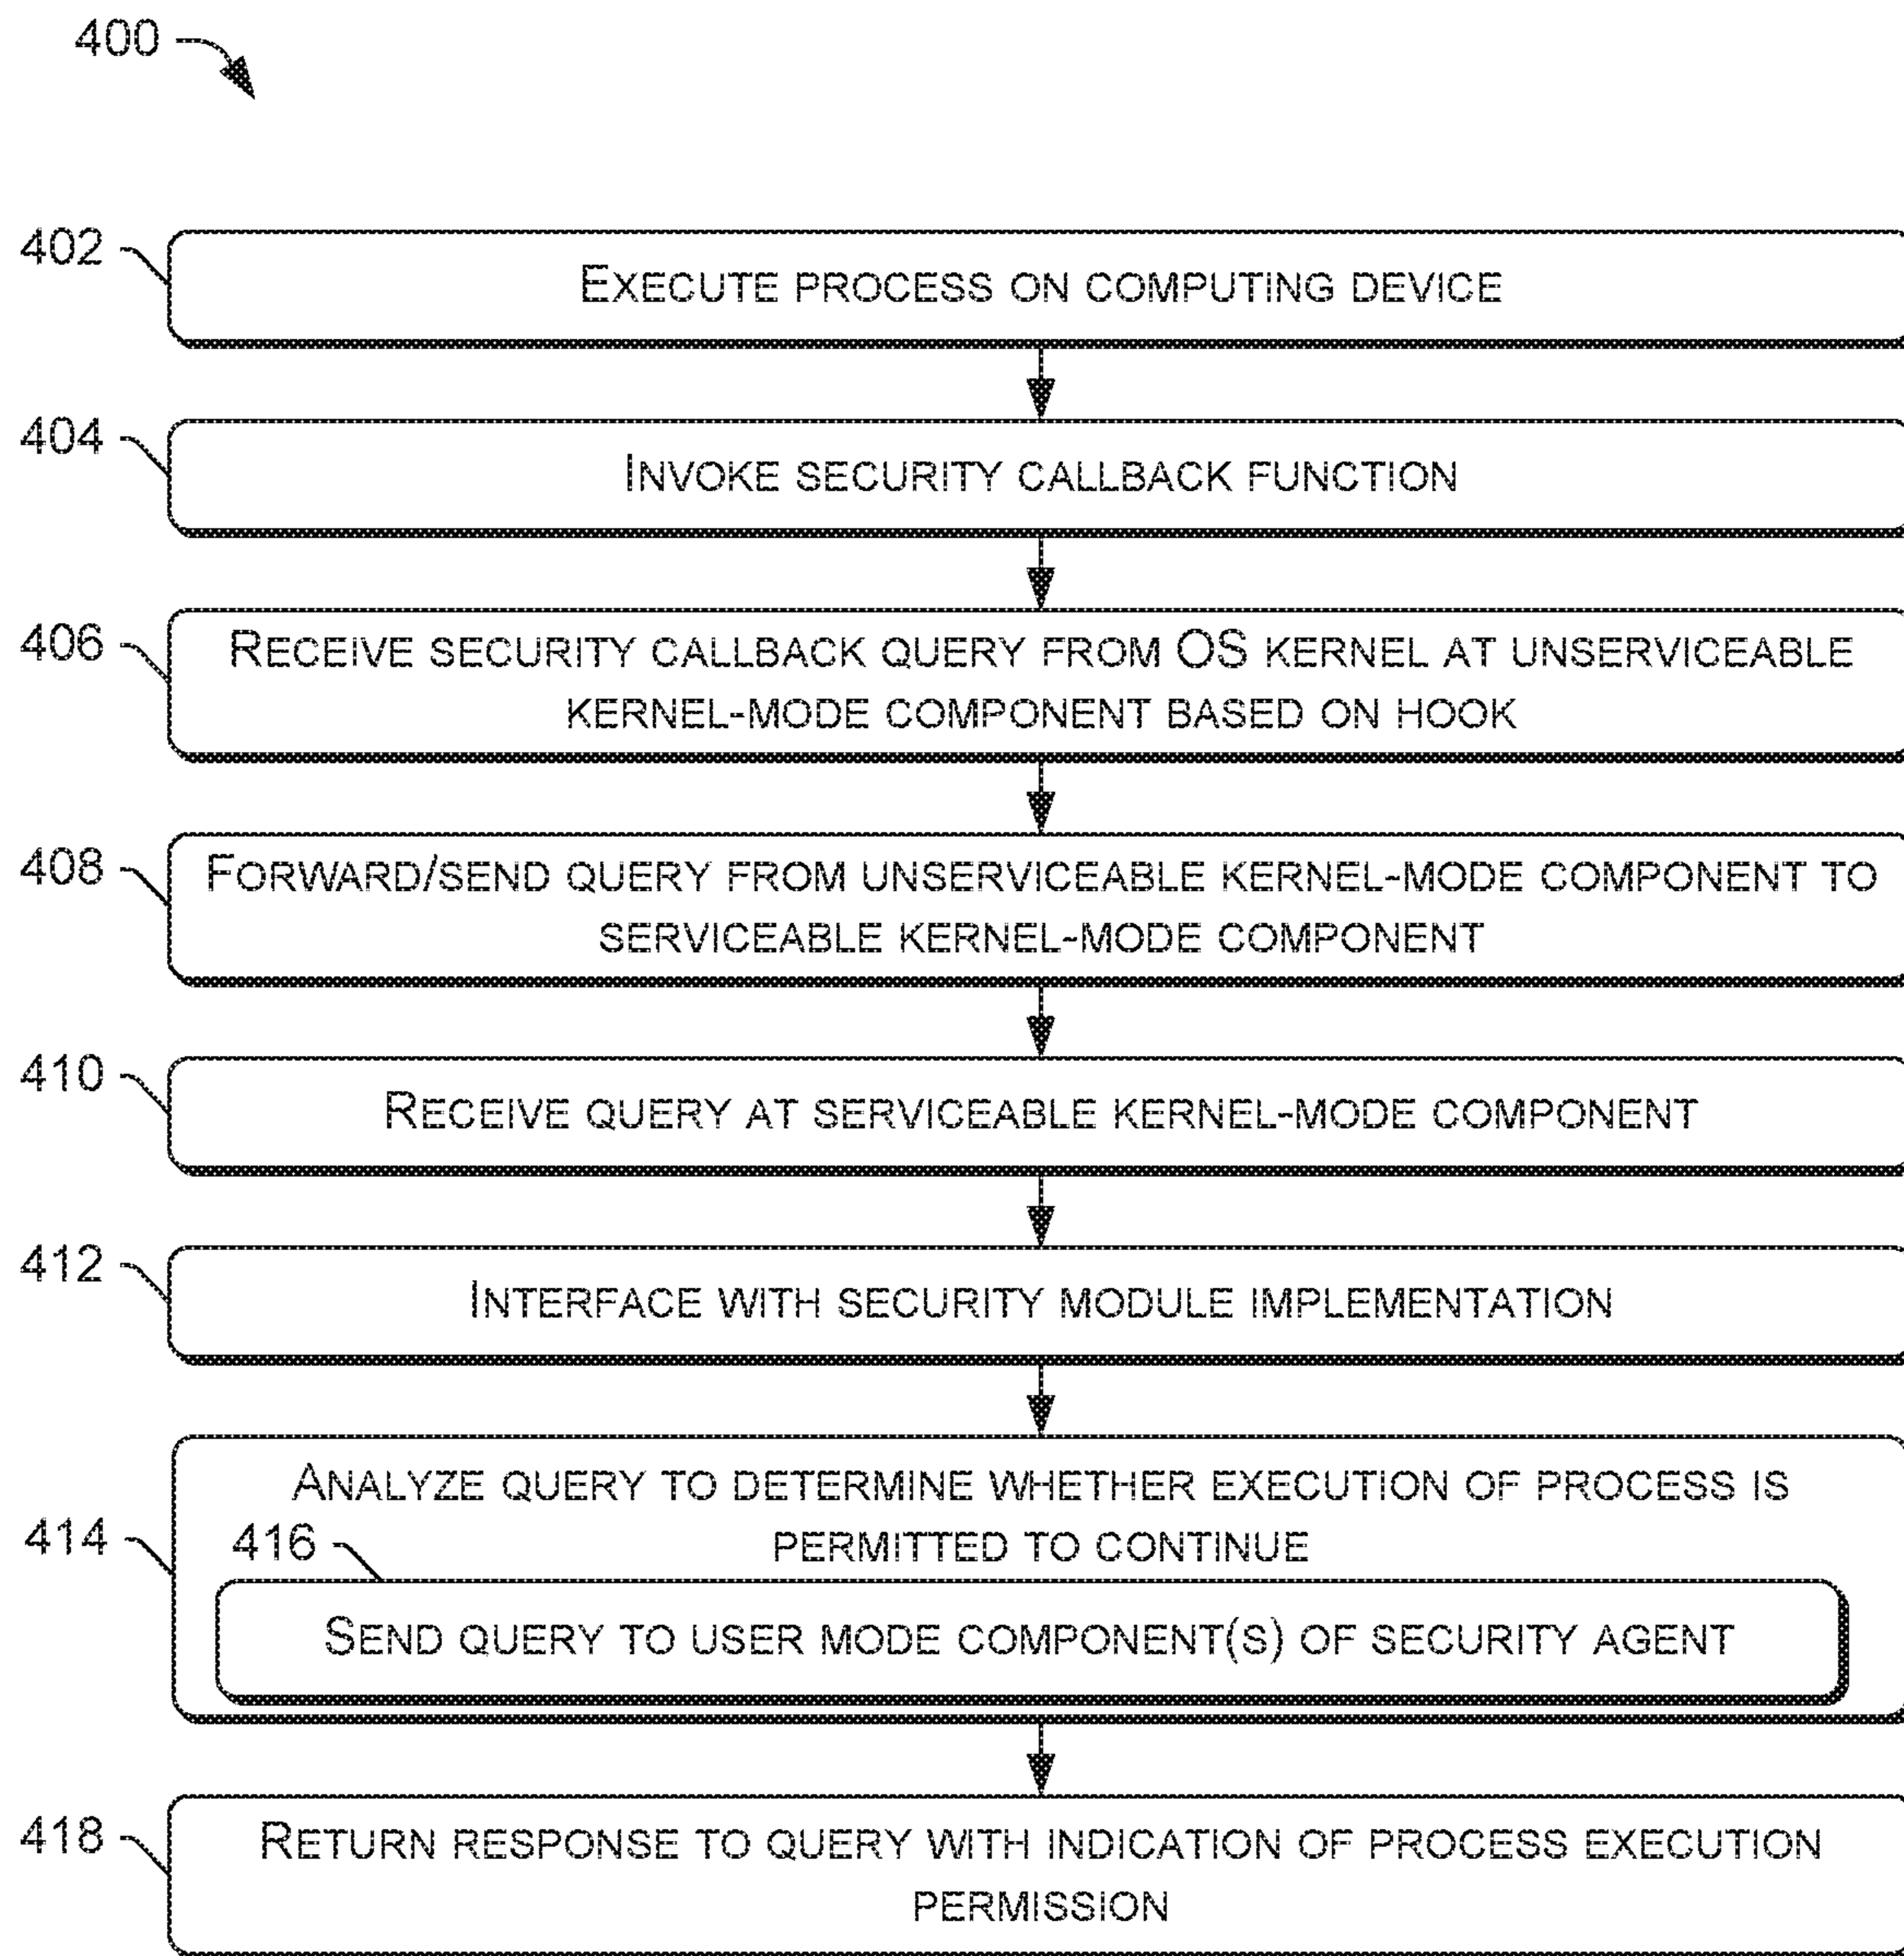 400
402
EXECUTE PROCESS ON COMPUTING DEVICE
404
INVOKE SECURITY CALLBACK FUNCTION
406
RECEIVE SECURITY CALLBACK QUERY FROM OS KERNEL AT UNSERVICEABLE
KERNEL-MODE COMPONENT BASED ON HOOK
408
FORWARD/SEND QUERY FROM UNSERVICEABLE KERNEL-MODE COMPONENT TO
SERVICEABLE KERNEL-MODE COMPONENT
410
RECEIVE QUERY AT SERVICEABLE KERNEL-MODE COMPONENT
412
INTERFACE WITH SECURITY MODULE IMPLEMENTATION
414
ANALYZE QUERY TO DETERMINE WHETHER EXECUTION OF PROCESS IS
PERMITTED TO CONTINUE
416
SEND QUERY TO USER MODE COMPONENT(S) OF SECURITY AGENT
418
RETURN RESPONSE TO QUERY WITH INDICATION OF PROCESS EXECUTION
PERMISSION